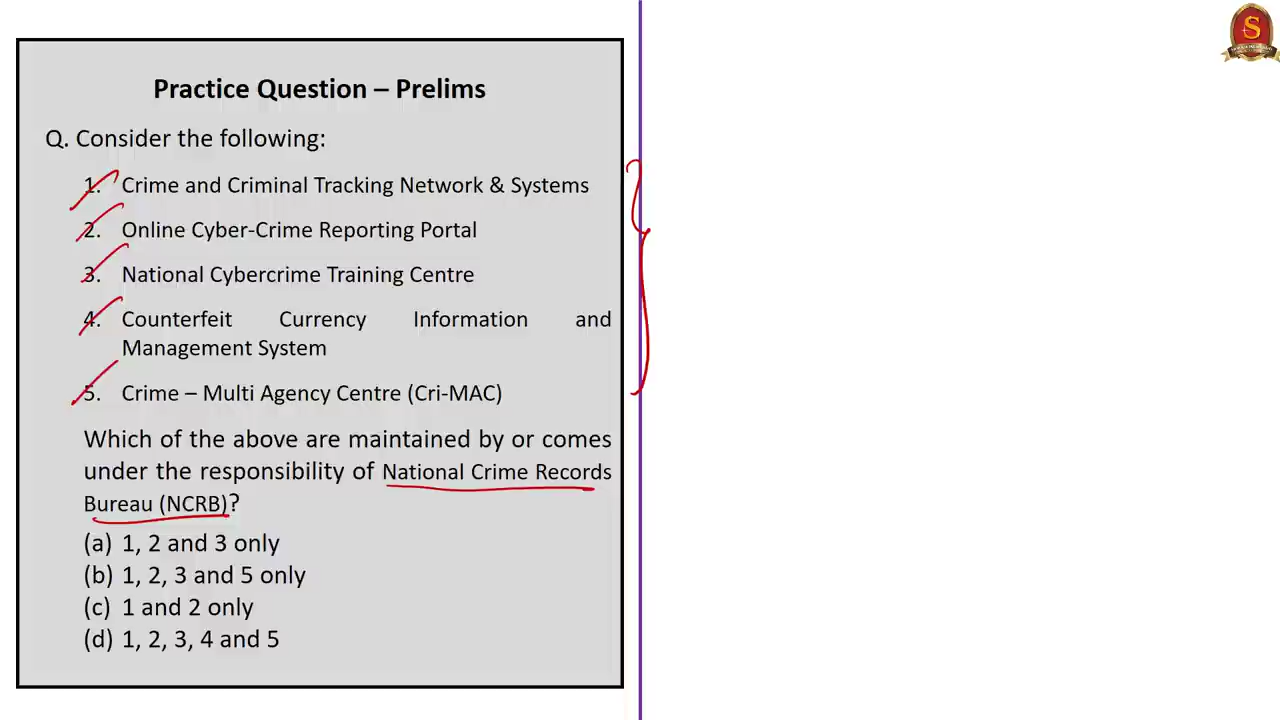 Practice Question – Prelims
Q. Consider the following:
1. Crime and Criminal Tracking Network & Systems
2. Online Cyber-Crime Reporting Portal
3. National Cybercrime Training Centre
4. Counterfeit Currency Information and
Management System
5. Crime – Multi Agency Centre (Cri-MAC)
Which of the above are maintained by or comes
under the responsibility of National Crime Records
Bureau (NCRB)?
(a) 1, 2 and 3 only
(b) 1, 2, 3 and 5 only
(c) 1 and 2 only
(d) 1, 2, 3, 4 and 5
S